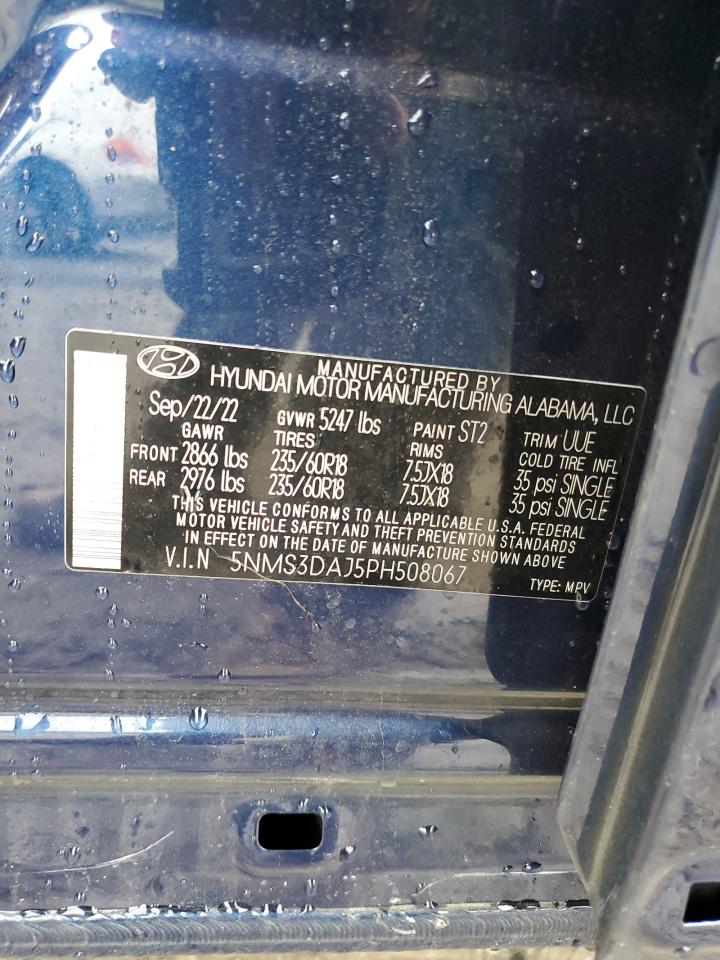 MANUFACTURED BY
HYUNDAI MOTOR MANUFACTURING ALABAMA, LLC
Sep/22/22 GVWR 5247 lbs PAINT ST2 TRIM UUE
GAWR TIRES RIMS COLD TIRE INFL
FRONT 2866 lbs 235/60R18 7.5JX18 35 psi SINGLE
REAR 2976 lbs 235/60R18 7.5JX18 35 psi SINGLE
THIS VEHICLE CONFORMS TO ALL APPLICABLE U.S.A. FEDERAL
MOTOR VEHICLE SAFETY AND THEFT PREVENTION STANDARDS
IN EFFECT ON THE DATE OF MANUFACTURE SHOWN ABOVE
V.I.N 5NMS3DAJ5PH508067 TYPE: MPV